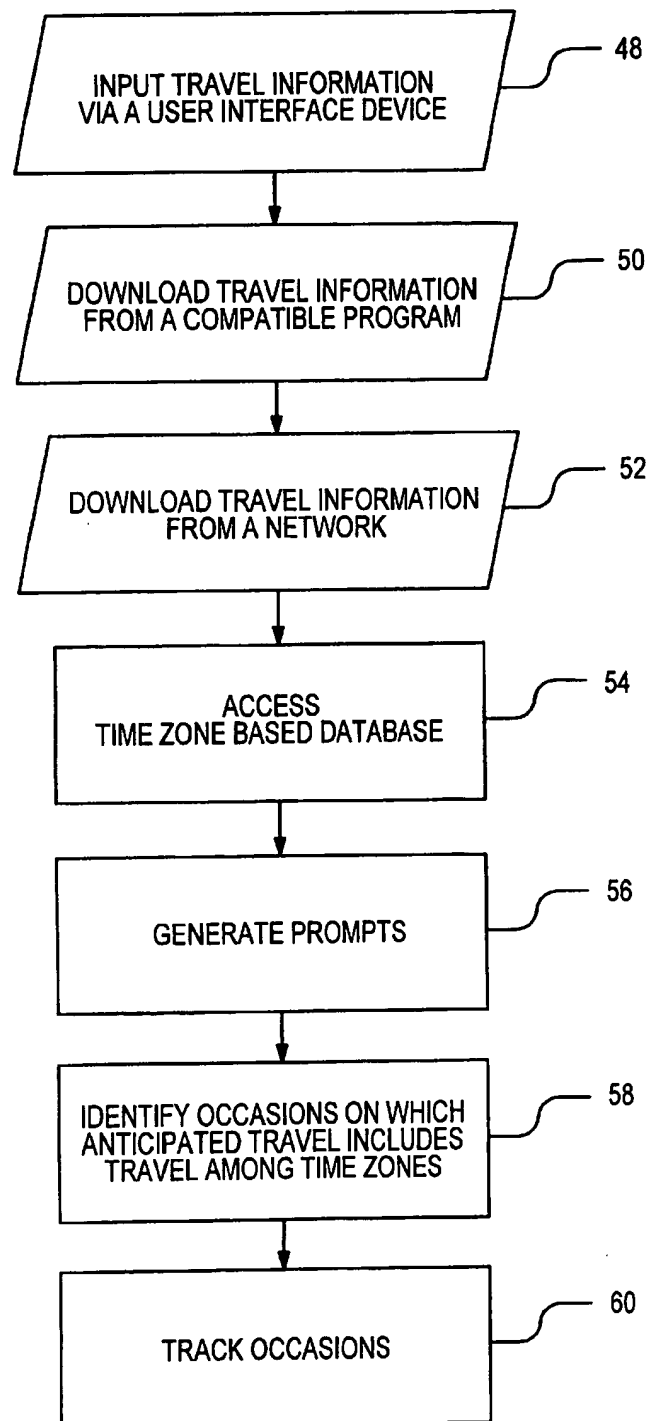 INPUT TRAVEL INFORMATION
VIA A USER INTERFACE DEVICE
48
DOWNLOAD TRAVEL INFORMATION
FROM A COMPATIBLE PROGRAM
50
DOWNLOAD TRAVEL INFORMATION
FROM A NETWORK
52
ACCESS
TIME ZONE BASED DATABASE
54
GENERATE PROMPTS
56
IDENTIFY OCCASIONS ON WHICH
ANTICIPATED TRAVEL INCLUDES
TRAVEL AMONG TIME ZONES
58
TRACK OCCASIONS
60